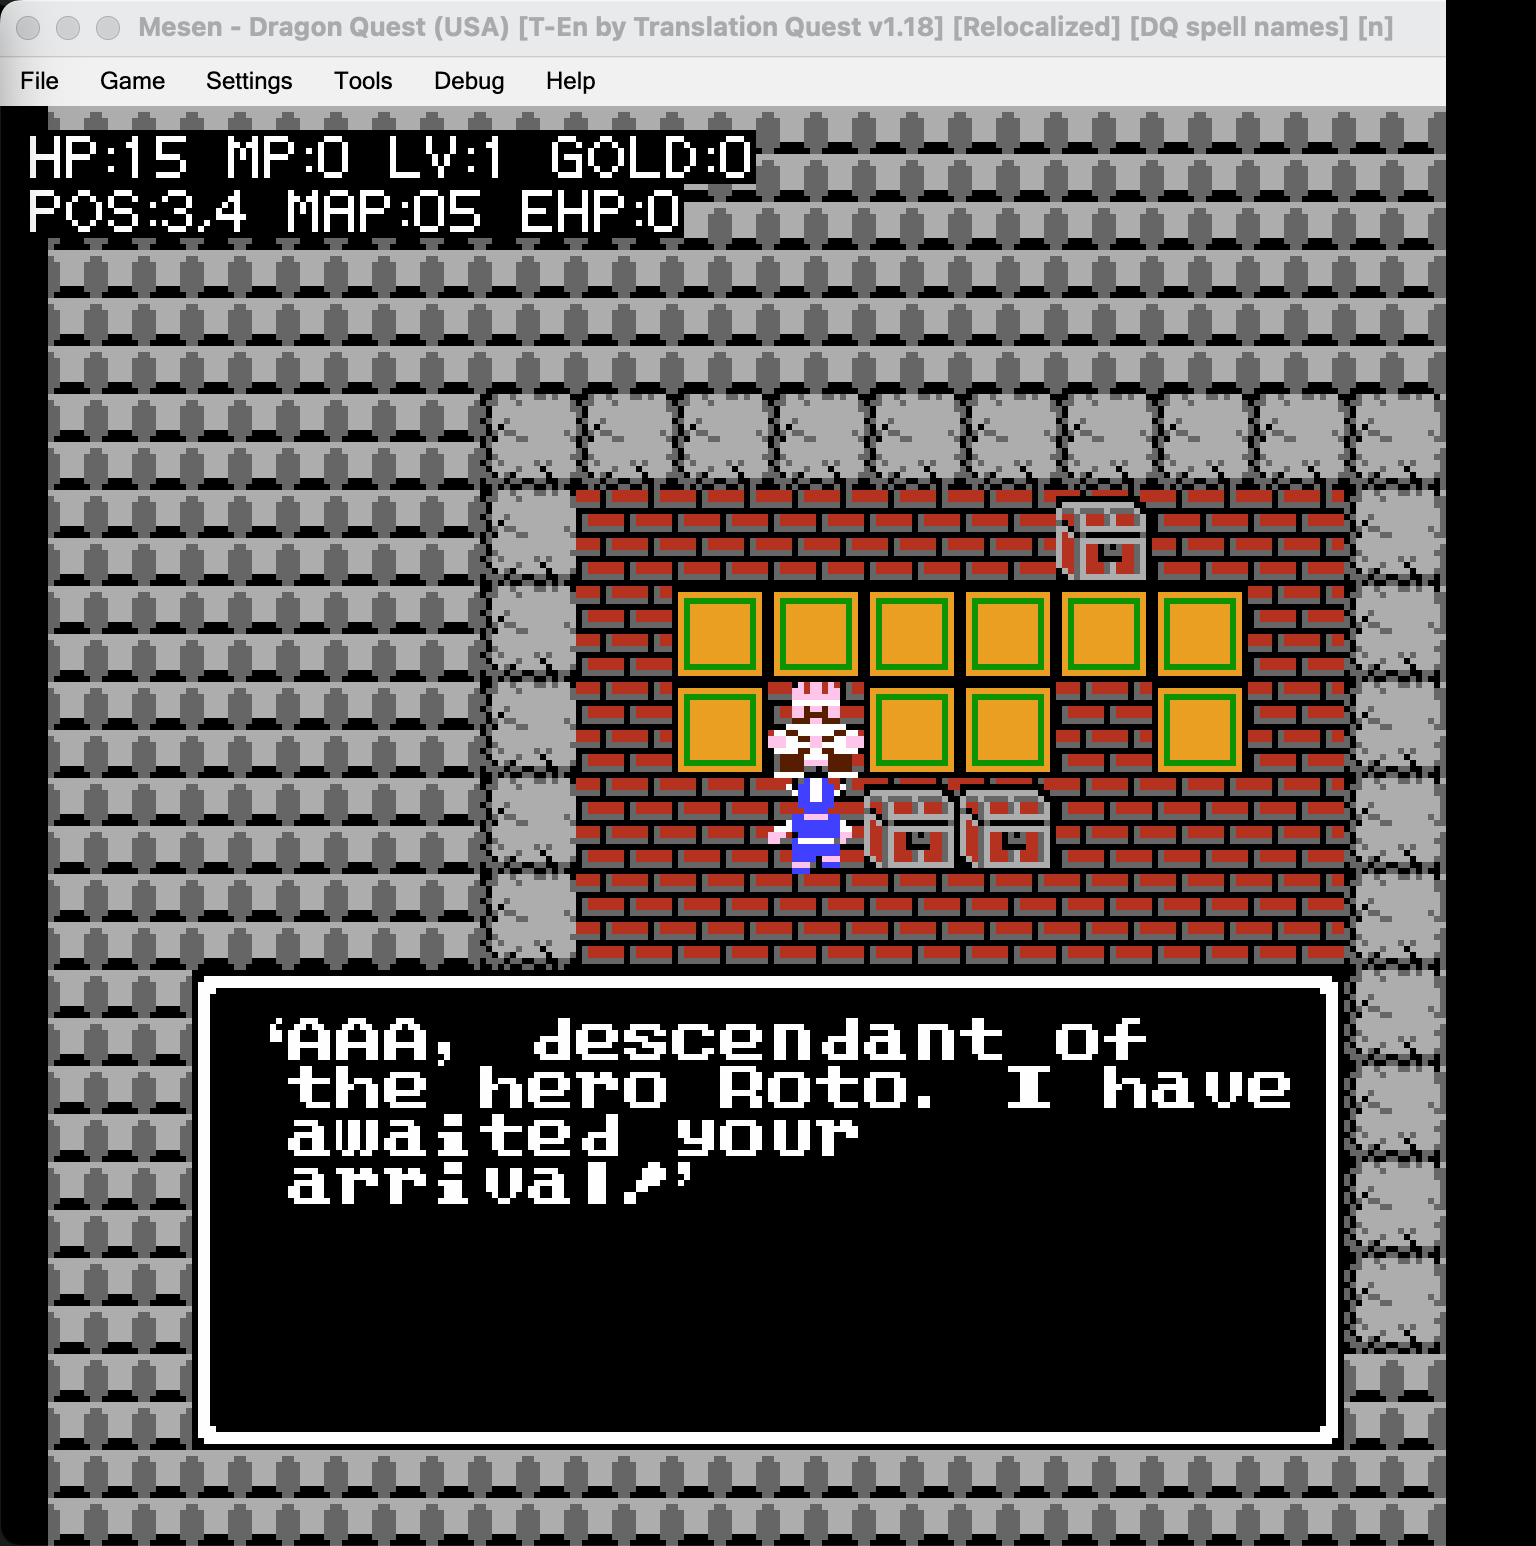 Mesen - Dragon Quest (USA) [T-En by Translation Quest v1.18] [Relocalized] [DQ spell names] [n]
File Game Settings Tools Debug Help
HP:15 MP:0 LV:1 GOLD:0
POS:3,4 MAP:05 EHP:0
‘AAA, descendant of
the hero Roto. I have
awaited your
arrival!’